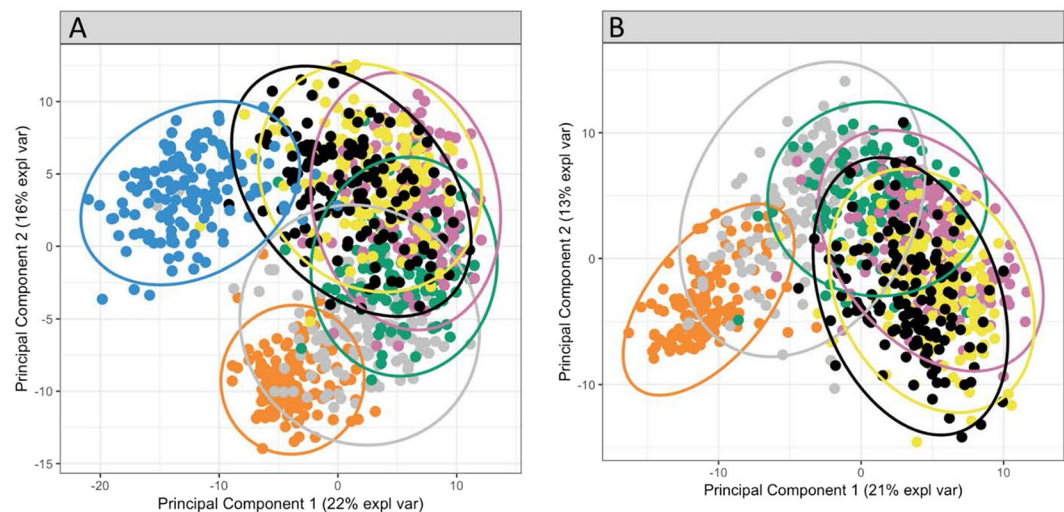 A
10
5
0
-5
-10
-15
-20
-10
0
10
Principal Component 2 (16% expl var)
Principal Component 1 (22% expl var)
B
10
0
-10
-10
0
10
Principal Component 2 (13% expl var)
Principal Component 1 (21% expl var)